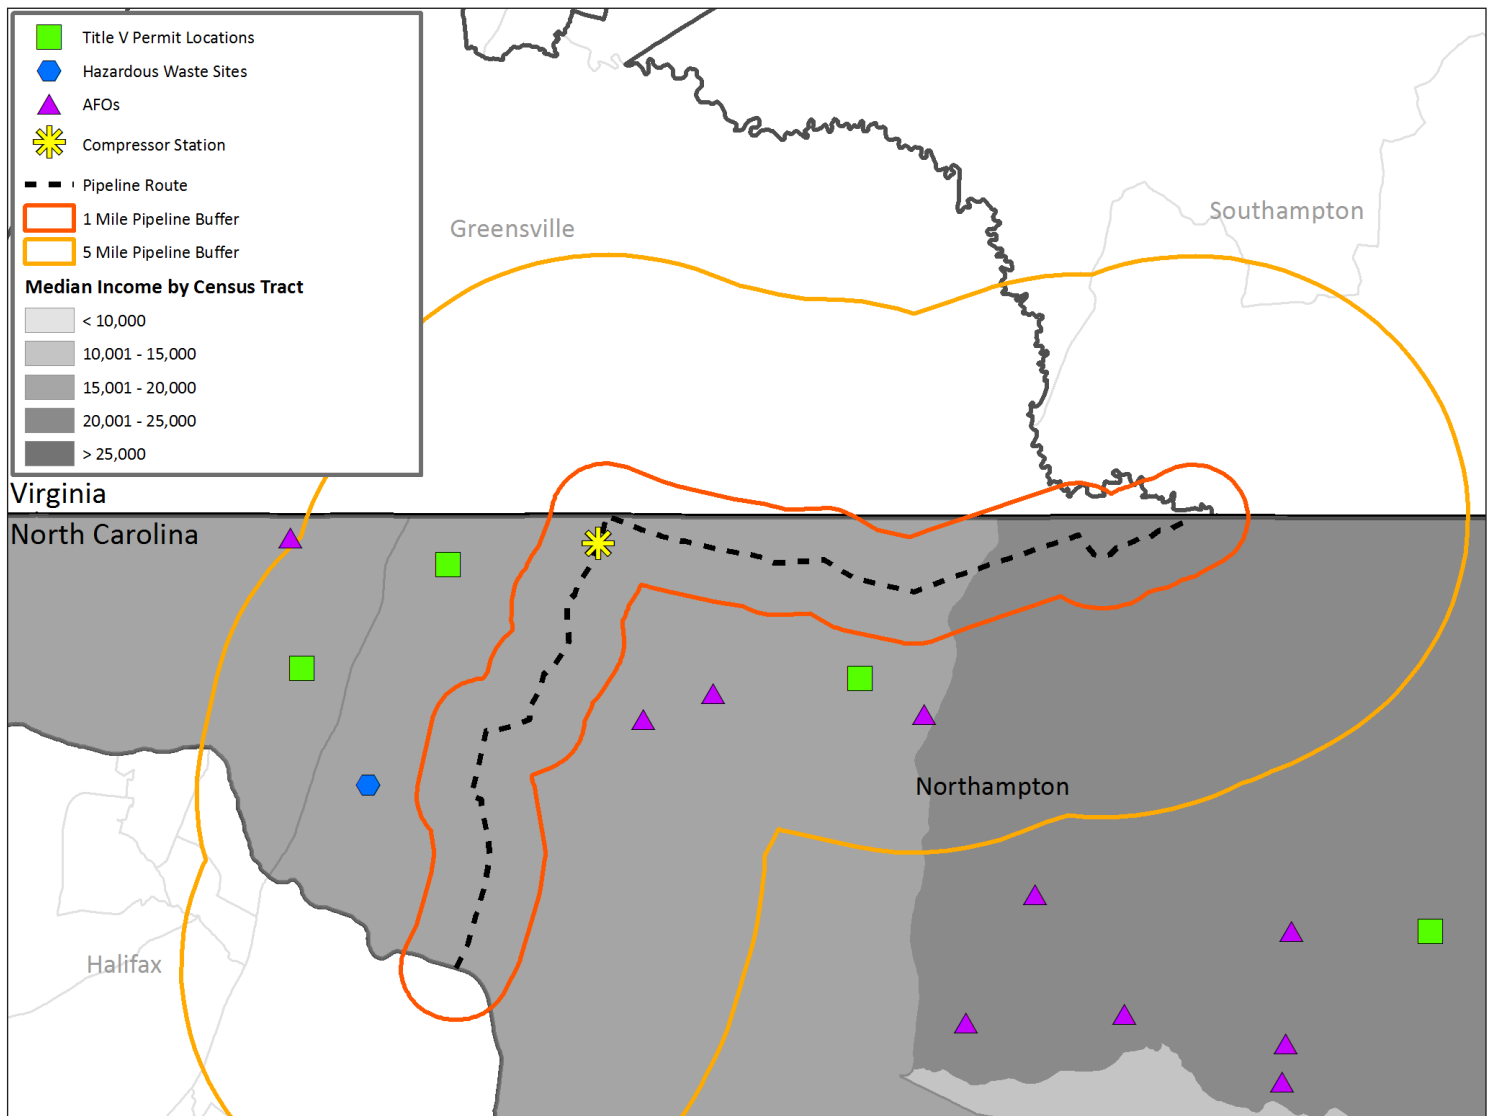 Title V Permit Locations
Hazardous Waste Sites
AFOs
Compressor Station
Pipeline Route
1 Mile Pipeline Buffer
5 Mile Pipeline Buffer
Median Income by Census Tract
< 10,000
10,001 - 15,000
15,001 - 20,000
20,001 - 25,000
> 25,000
Greensville
Southampton
Virginia
North Carolina
Northampton
Halifax